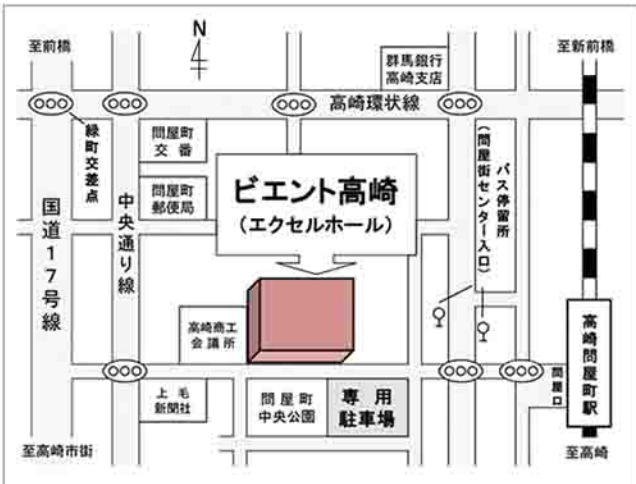 至前橋
N
群馬銀行
高崎支店
至新前橋
高崎環状線
緑町交差点
問屋町
交番
問屋町
郵便局
ビエント高崎
(エクセルホール)
バス停留所
(問屋街センター入口)
国道17号線
中央通り線
高崎商工
会議所
高崎問屋町駅
問屋口
上毛
新聞社
問屋町
中央公園
専用
駐車場
至高崎市街
至高崎